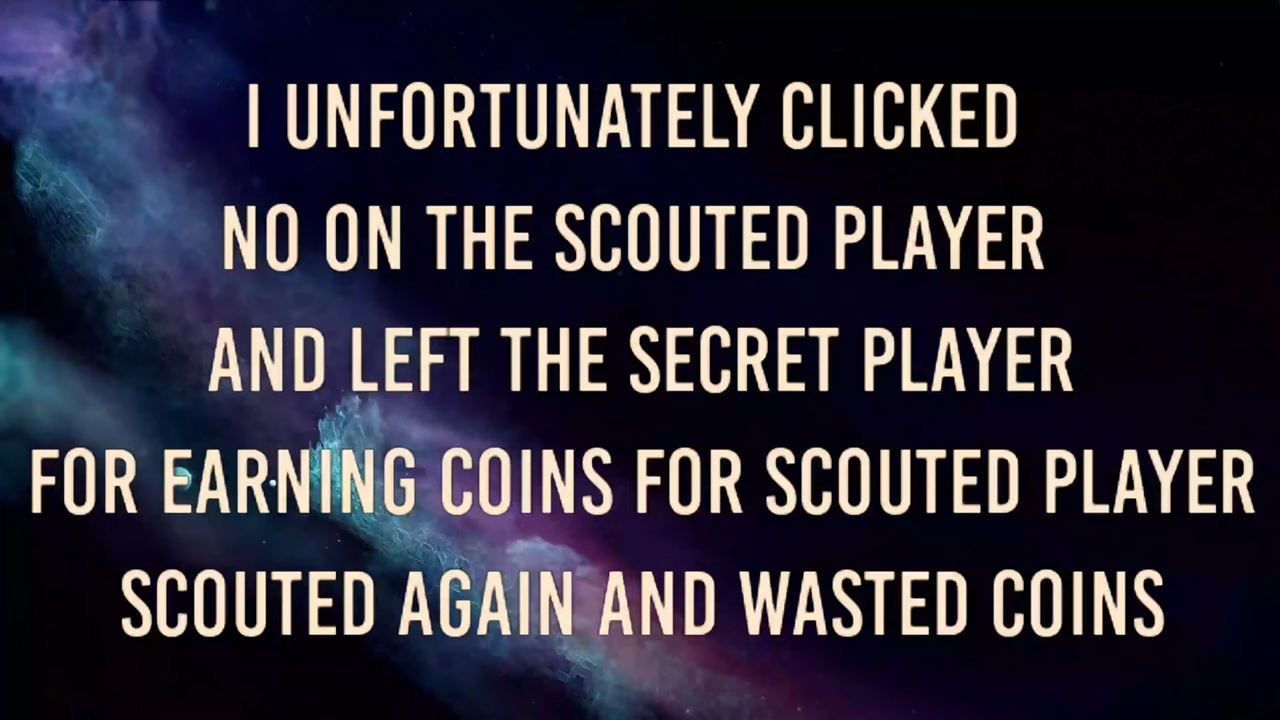 I UNFORTUNATELY CLICKED
NO ON THE SCOUTED PLAYER
AND LEFT THE SECRET PLAYER
FOR EARNING COINS FOR SCOUTED PLAYER
SCOUTED AGAIN AND WASTED COINS